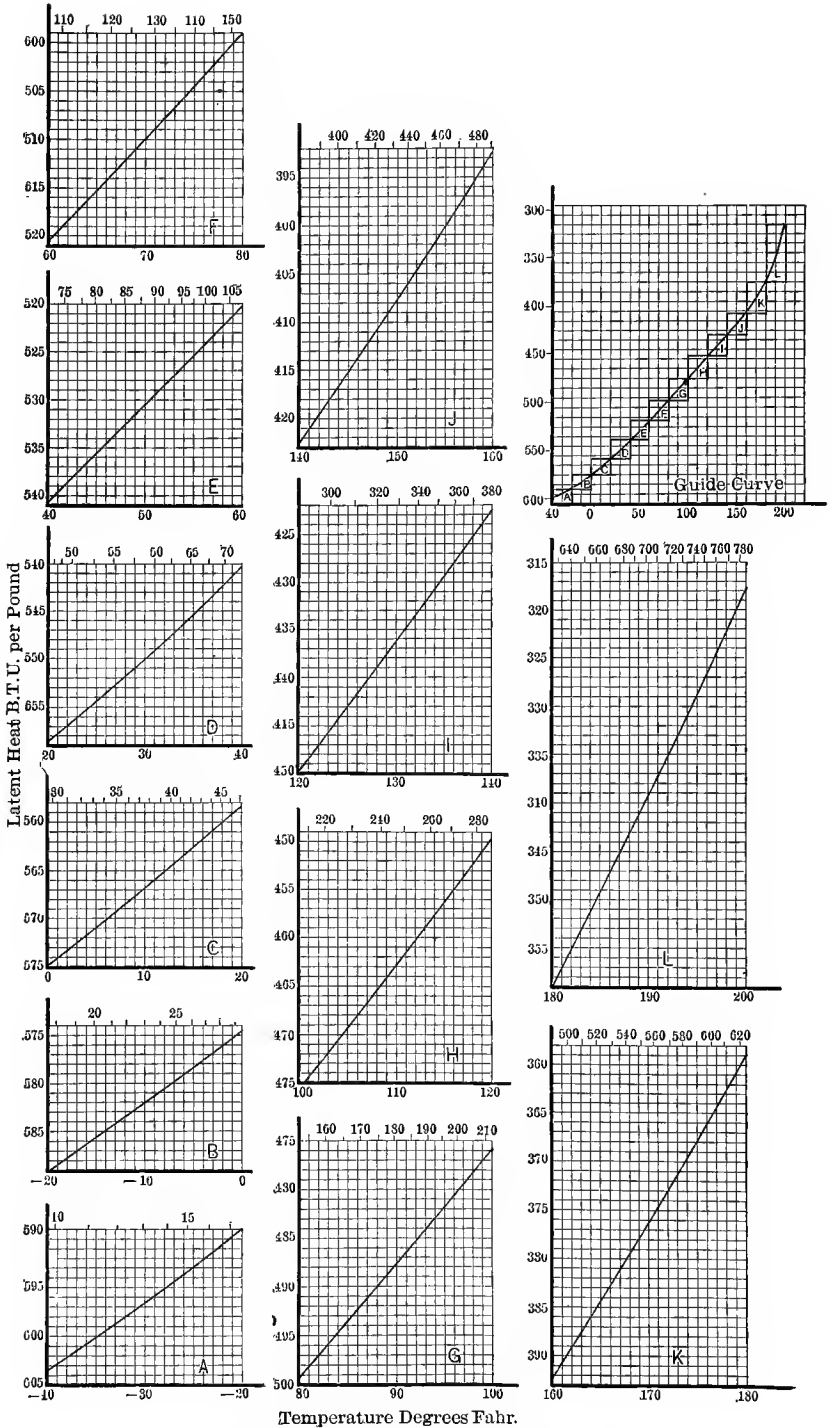 110 120 130 135 140 150
600
505
510
615
520
F
60 70 80
75 80 85 90 95 100 105
520
525
530
535
540
E
40 50 60
50 55 60 65 70
540
545
550
655
D
20 30 40
30 35 40 45
560
565
570
575
C
0 10 20
20 25
575
580
585
B
−20 −10 0
10 15
590
595
600
605
A
−40 −30 −20
400 420 430 440 460 480
395
400
405
410
415
420
J
140 150 160
300 320 330 340 360 380
425
430
435
441
445
450
I
120 130 110
220 210 200 280
450
455
460
465
470
475
H
100 110 120
160 170 180 190 200 210
475
480
485
490
495
500
G
80 90 100
300
350
400
450
500
550
600
A B C D E F G H I J K L
Guide Curve
40 0 50 100 150 200
640 660 680 700 720 740 760 780
315
320
325
330
335
310
345
350
355
L
180 190 200
500 520 530 540 560 580 600 620
360
365
370
375
380
385
390
K
160 170 180
Latent Heat B.T.U. per Pound
Temperature Degrees Fahr.